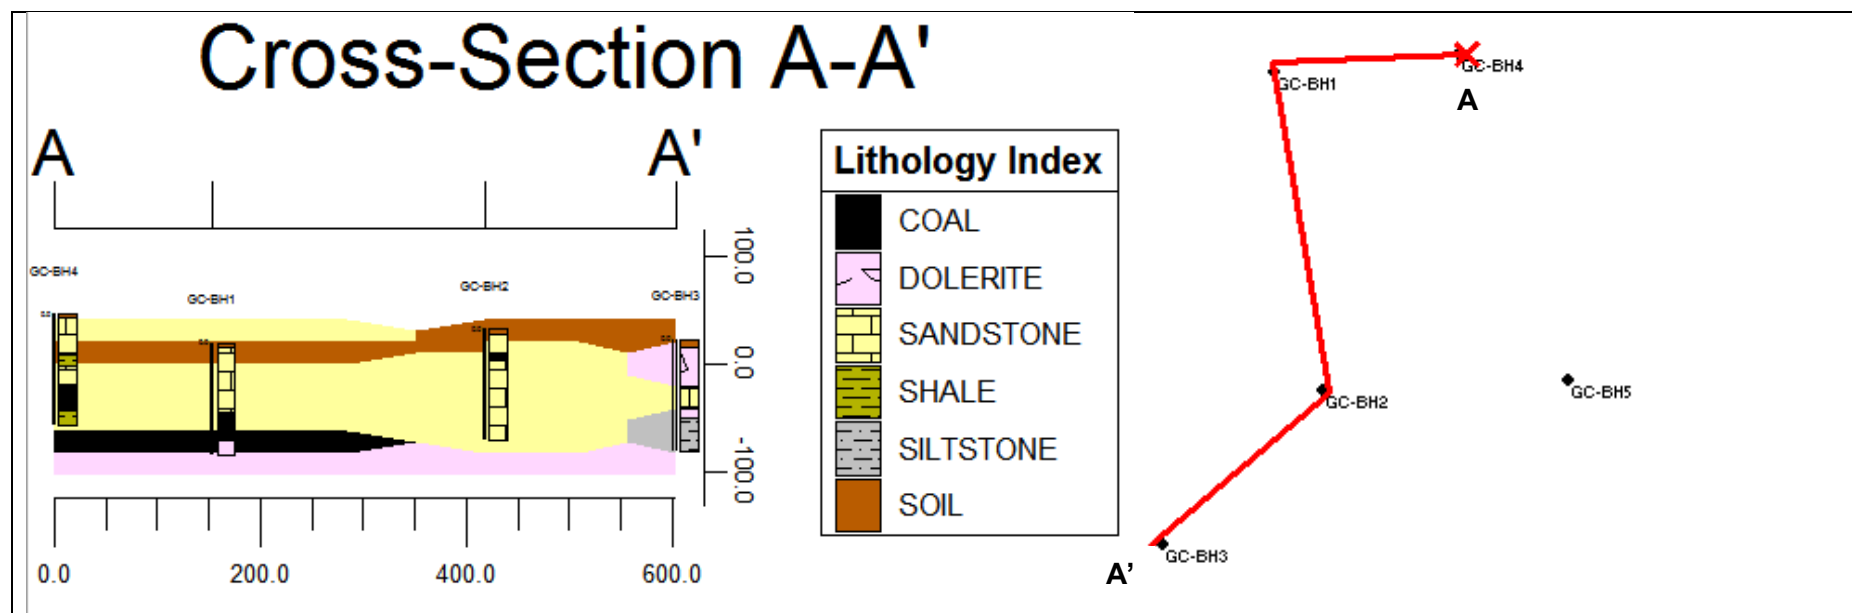 Cross-Section A-A'
A
A'
GC-BH4
GC-BH1
GC-BH2
GC-BH3
100.0
0.0
-100.0
0.0
200.0
400.0
600.0
Lithology Index
COAL
DOLERITE
SANDSTONE
SHALE
SILTSTONE
SOIL
GC-BH4
A
GC-BH1
GC-BH2
GC-BH5
GC-BH3
A’